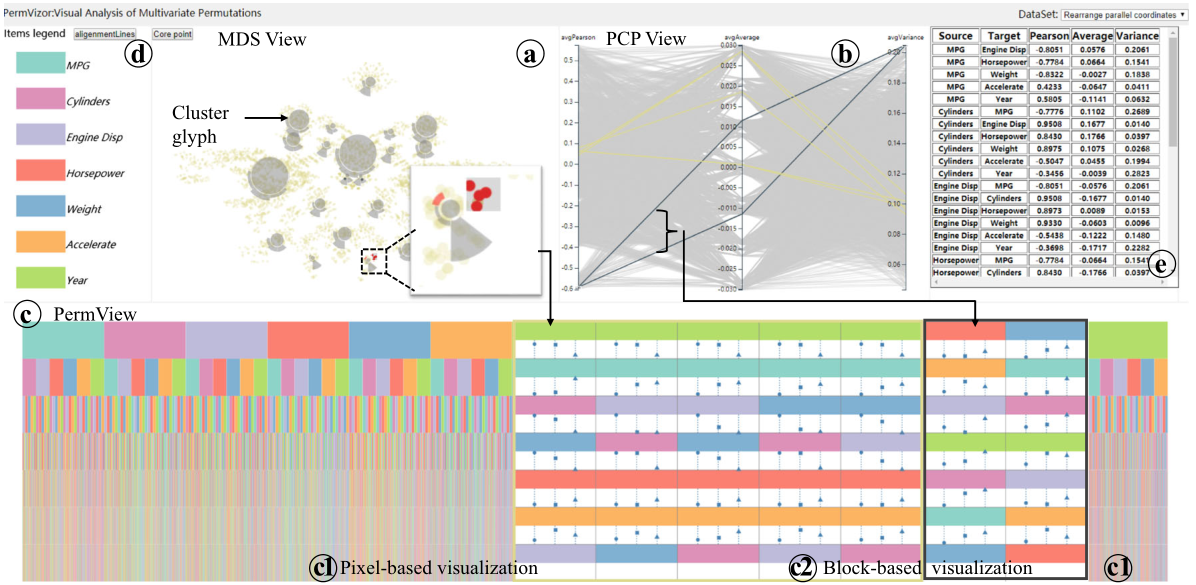 PermVizor:Visual Analysis of Multivariate Permutations
DataSet: Rearrange parallel coordinates
Items legend alignmentLines Core point
d
MDS View
a
PCP View
b
MPG
Cylinders
Engine Disp
Horsepower
Weight
Accelerate
Year
Cluster
glyph
avgPearson
0.5
0.4
0.3
0.2
0.1
0.0
-0.1
-0.2
-0.3
-0.4
-0.5
-0.6
avgAverage
0.030
0.025
0.020
0.015
0.010
0.005
0.000
-0.005
-0.010
-0.015
-0.020
-0.025
-0.030
avgVariance
0.20
0.18
0.16
0.14
0.12
0.10
0.08
0.06
Source Target Pearson Average Variance
MPG Engine Disp -0.8051 0.0576 0.2061
MPG Horsepower -0.7784 0.0664 0.1541
MPG Weight -0.8322 -0.0027 0.1838
MPG Accelerate 0.4233 -0.0647 0.0411
MPG Year 0.5805 -0.1141 0.0632
Cylinders MPG -0.7776 0.1102 0.2689
Cylinders Engine Disp 0.9508 0.1677 0.0140
Cylinders Horsepower 0.8430 0.1766 0.0397
Cylinders Weight 0.8975 0.1075 0.0268
Cylinders Accelerate -0.5047 0.0455 0.1994
Cylinders Year -0.3456 -0.0039 0.2823
Engine Disp MPG -0.8051 -0.0576 0.2061
Engine Disp Cylinders 0.9508 -0.1677 0.0140
Engine Disp Horsepower 0.8973 0.0089 0.0153
Engine Disp Weight 0.9330 -0.0603 0.0096
Engine Disp Accelerate -0.5438 -0.1222 0.1480
Engine Disp Year -0.3698 -0.1717 0.2282
Horsepower MPG -0.7784 -0.0664 0.1541
Horsepower Cylinders 0.8430 -0.1766 0.0397
e
c PermView
c1 Pixel-based visualization
c2 Block-based visualization
c1